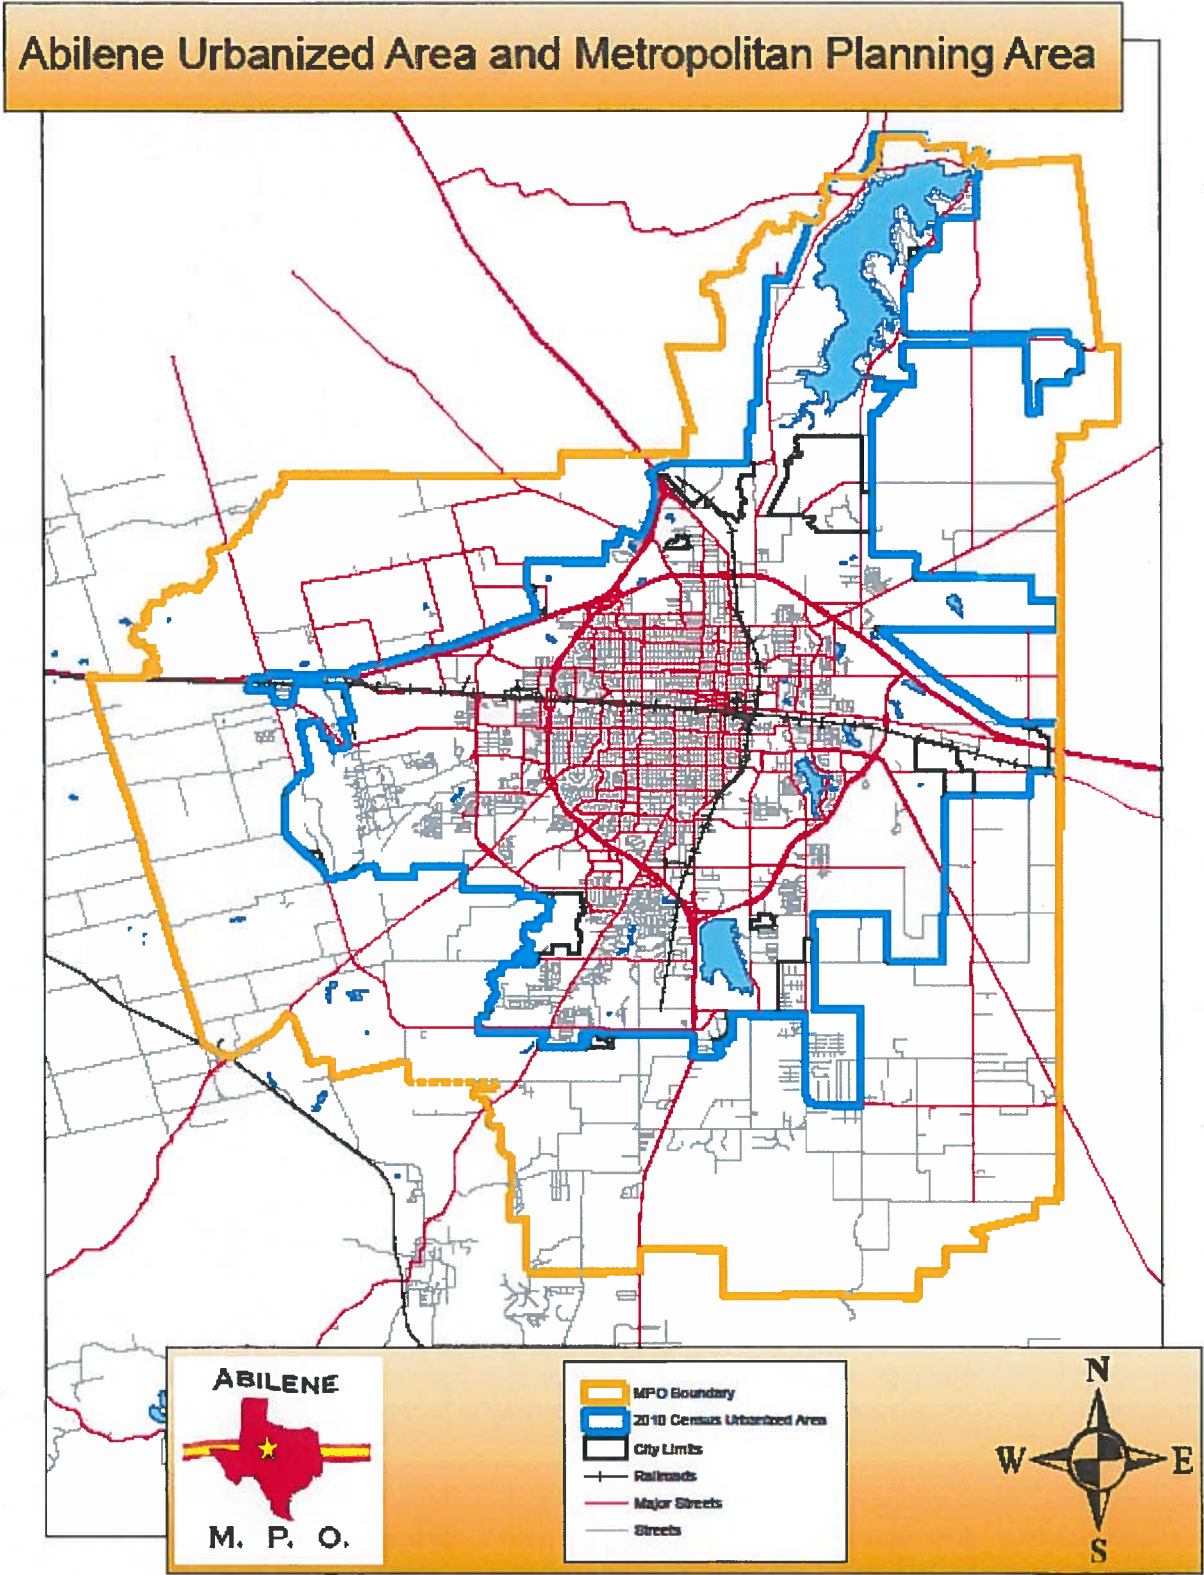 Abilene Urbanized Area and Metropolitan Planning Area
ABILENE
M. P. O.
MPO Boundary
2010 Census Urbanized Area
City Limits
Railroads
Major Streets
Streets
N
W
E
S